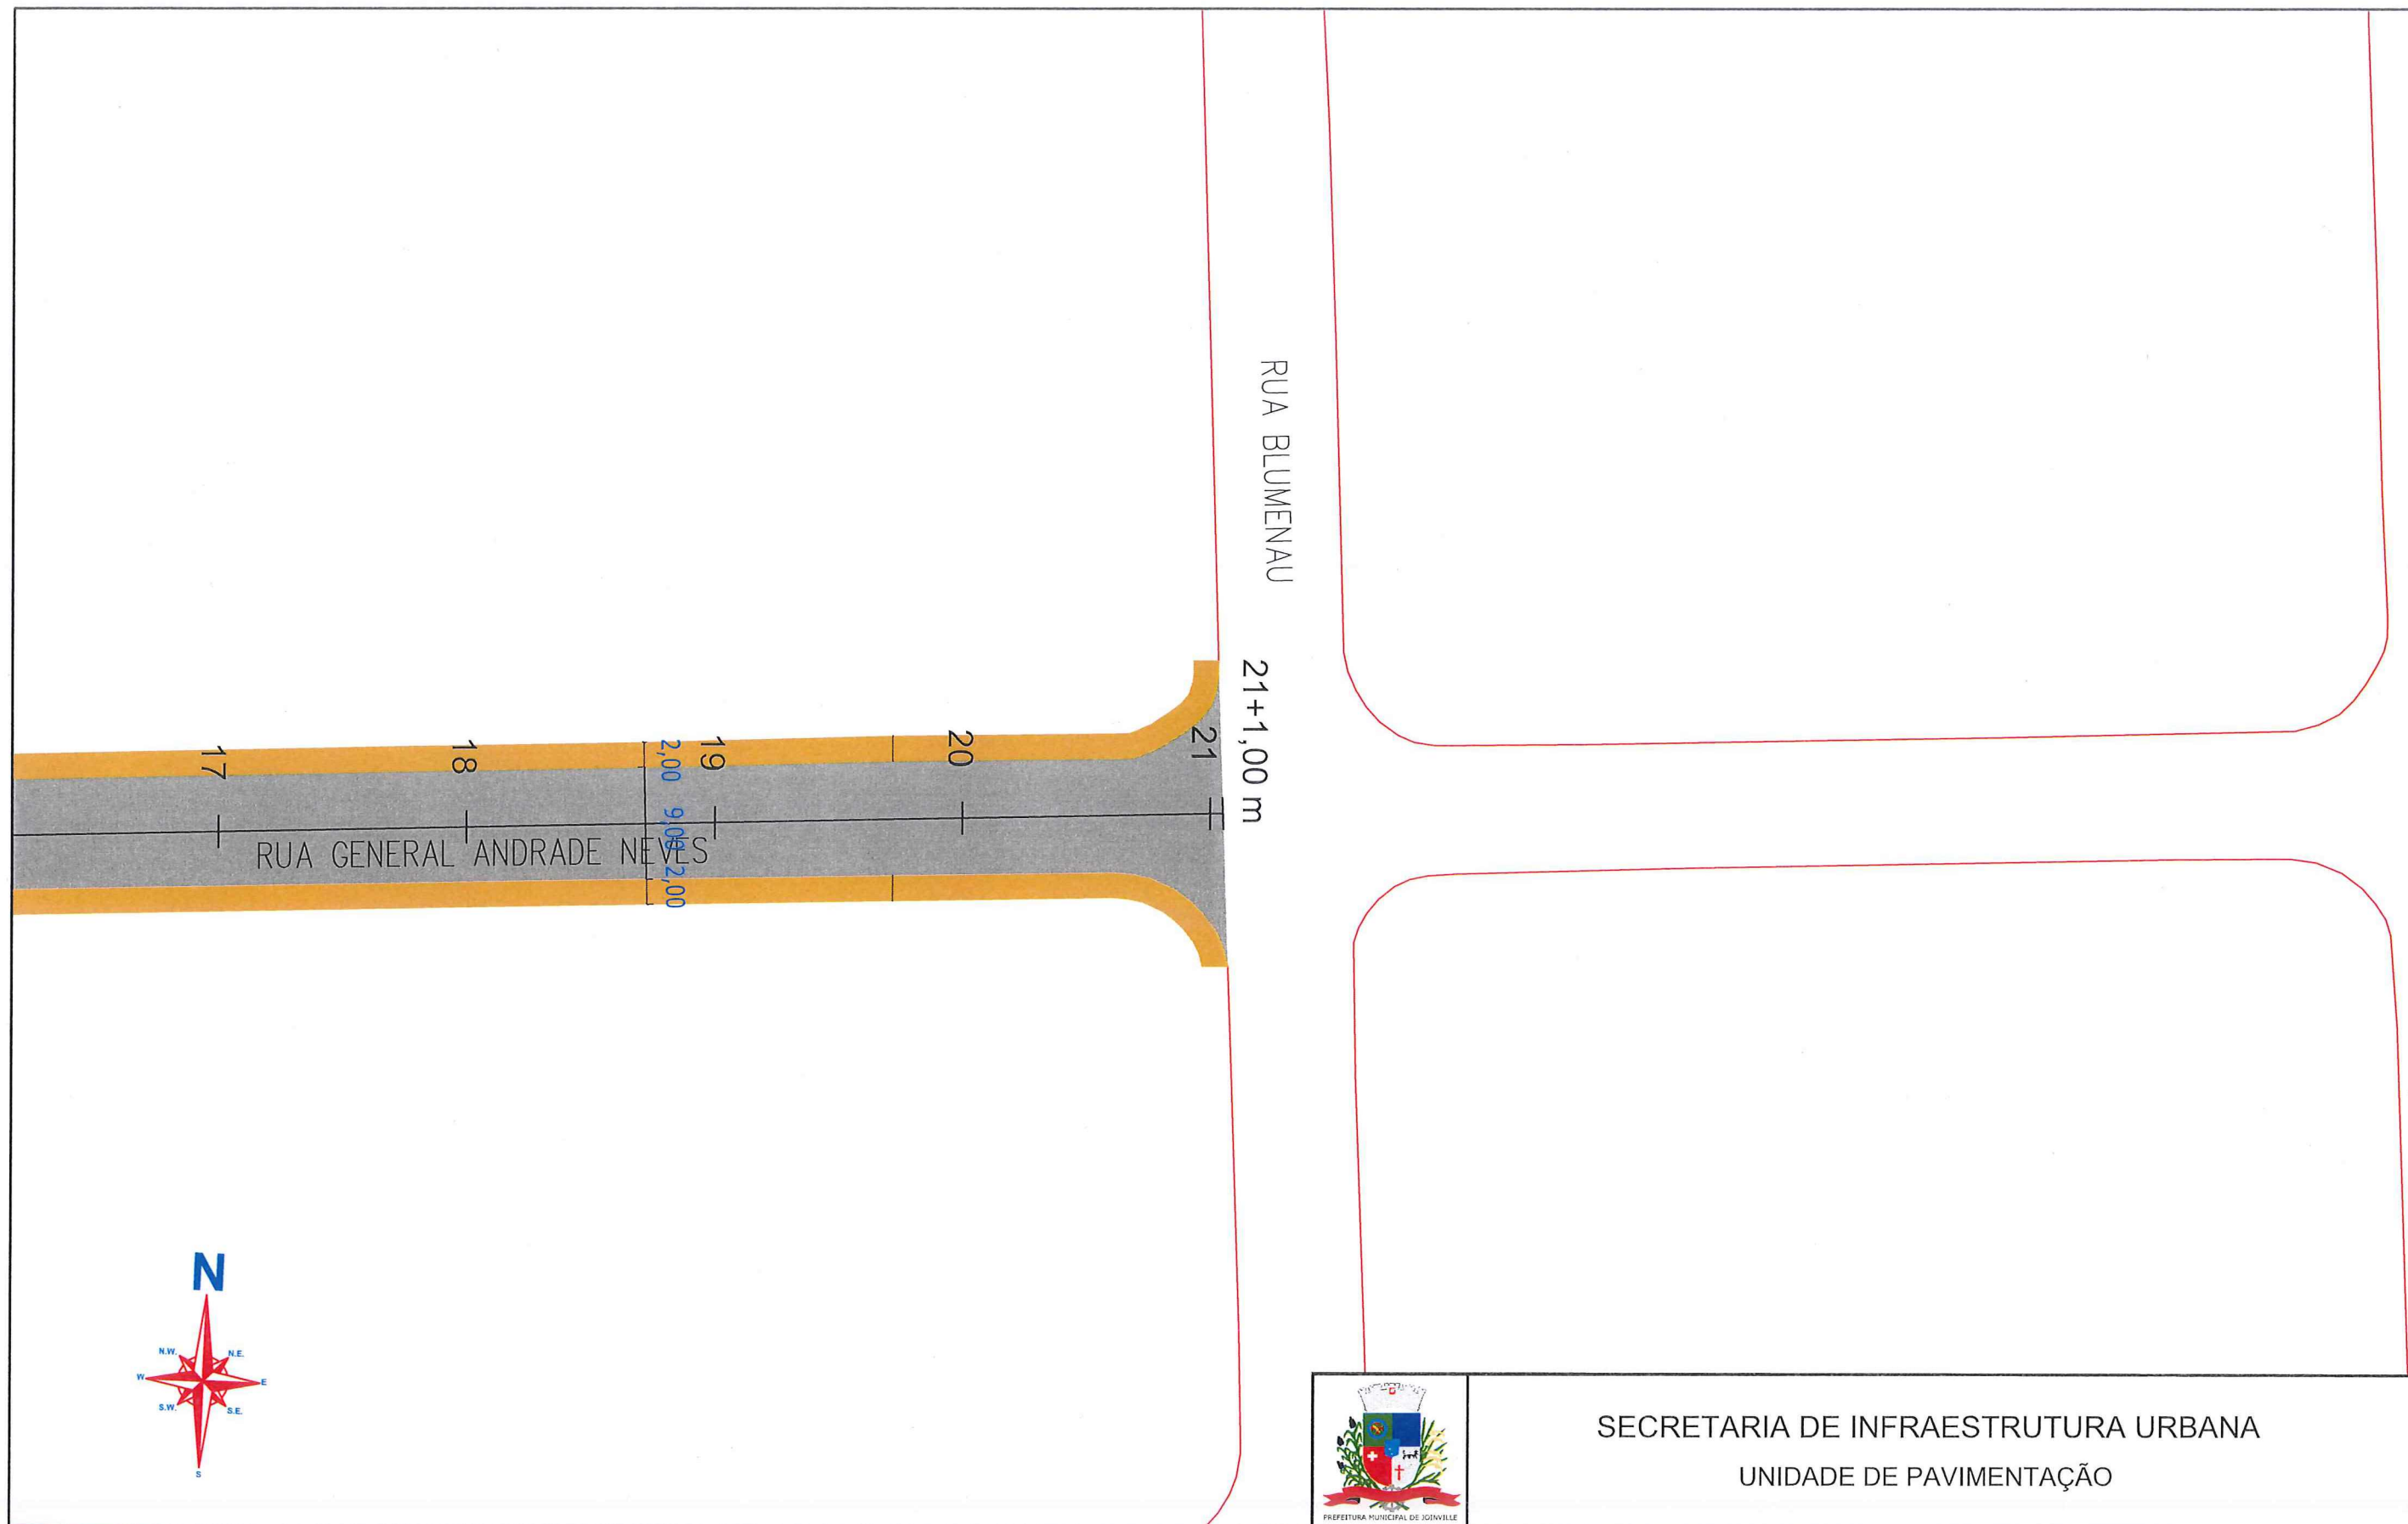 RUA BLUMENAU
21+1,00 m
17
18
2,00
19
20
21
9,00
RUA GENERAL ANDRADE NEVES
2,00
N
N.W.
N.E.
W
E
S.W.
S.E.
S
PREFEITURA MUNICIPAL DE JOINVILLE
SECRETARIA DE INFRAESTRUTURA URBANA
UNIDADE DE PAVIMENTAÇÃO